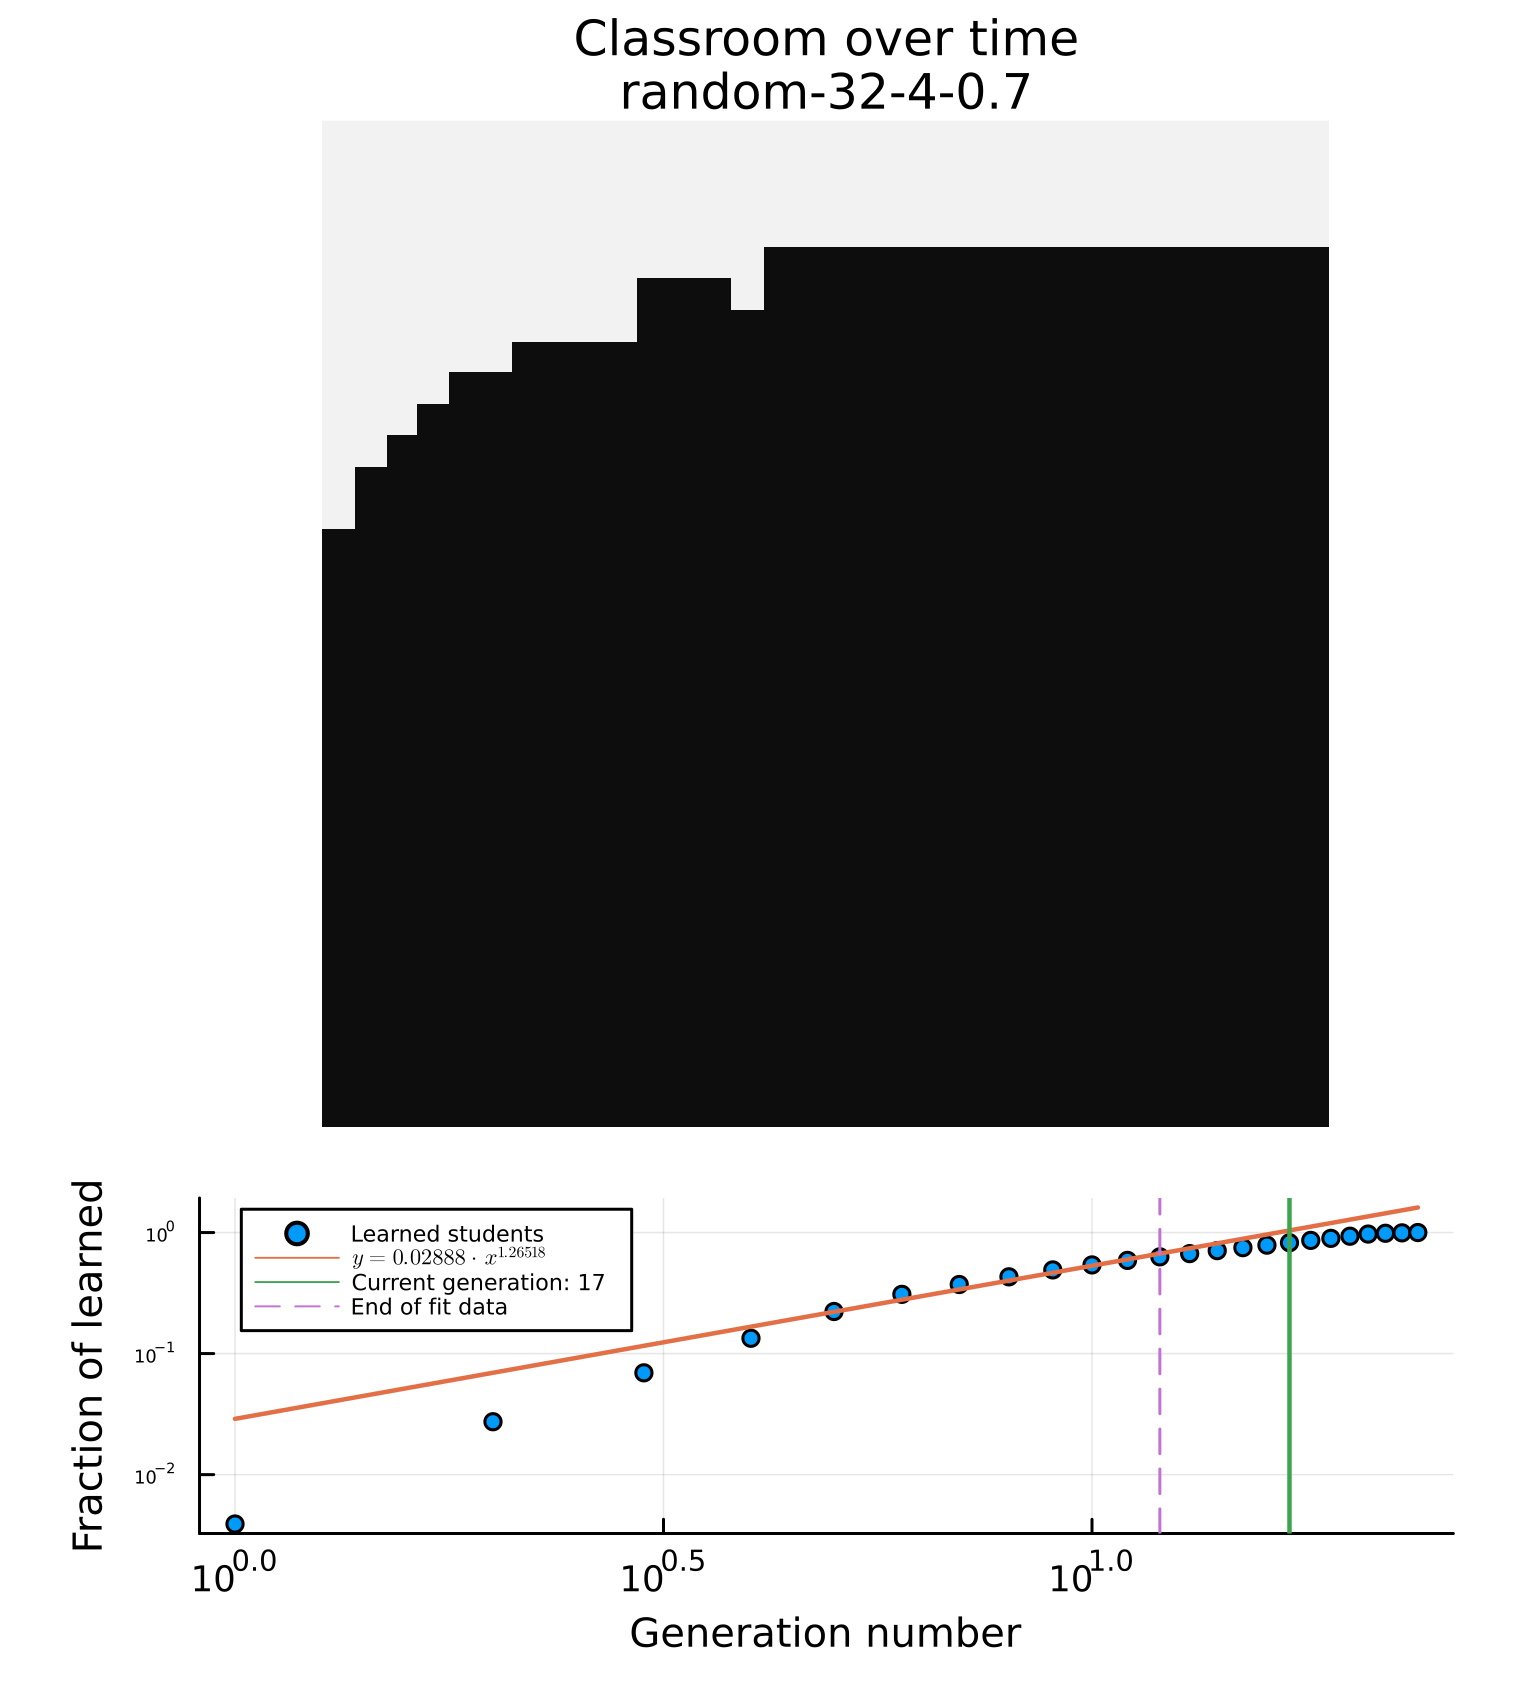 Classroom over time
random-32-4-0.7
Fraction of learned
10⁰
10⁻¹
10⁻²
Learned students
y = 0.02888 · x^1.26518
Current generation: 17
End of fit data
10^0.0
10^0.5
10^1.0
Generation number